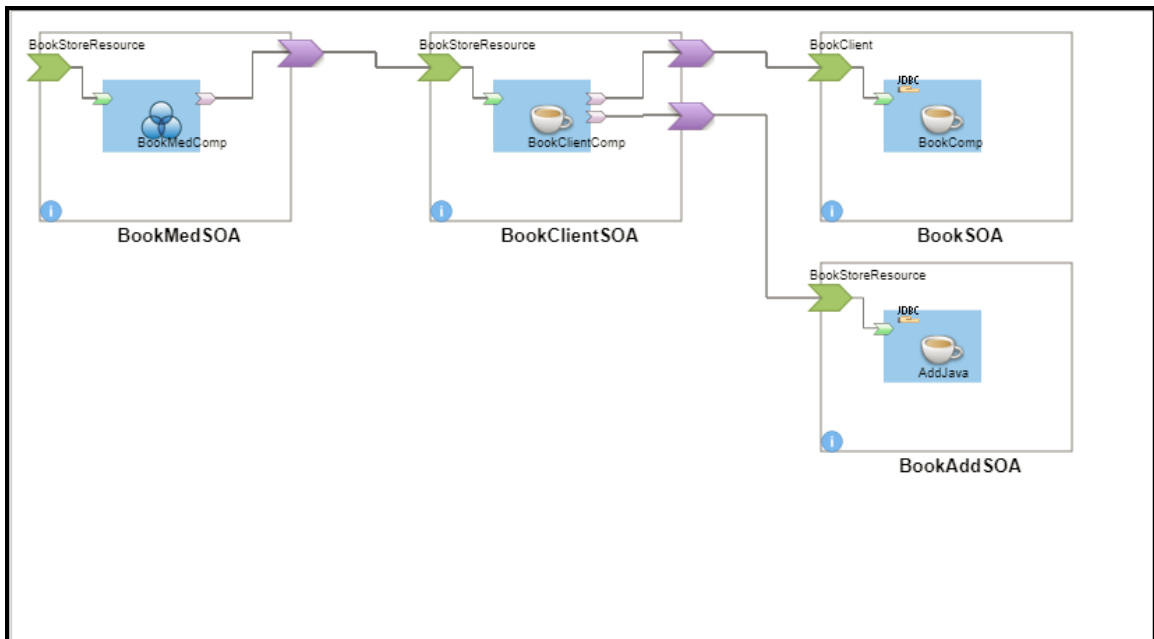 BookStoreResource
BookMedComp
i
BookMedSOA
BookStoreResource
BookClientComp
i
BookClientSOA
BookClient
JDBC
BookComp
i
BookSOA
BookStoreResource
JDBC
AddJava
i
BookAddSOA